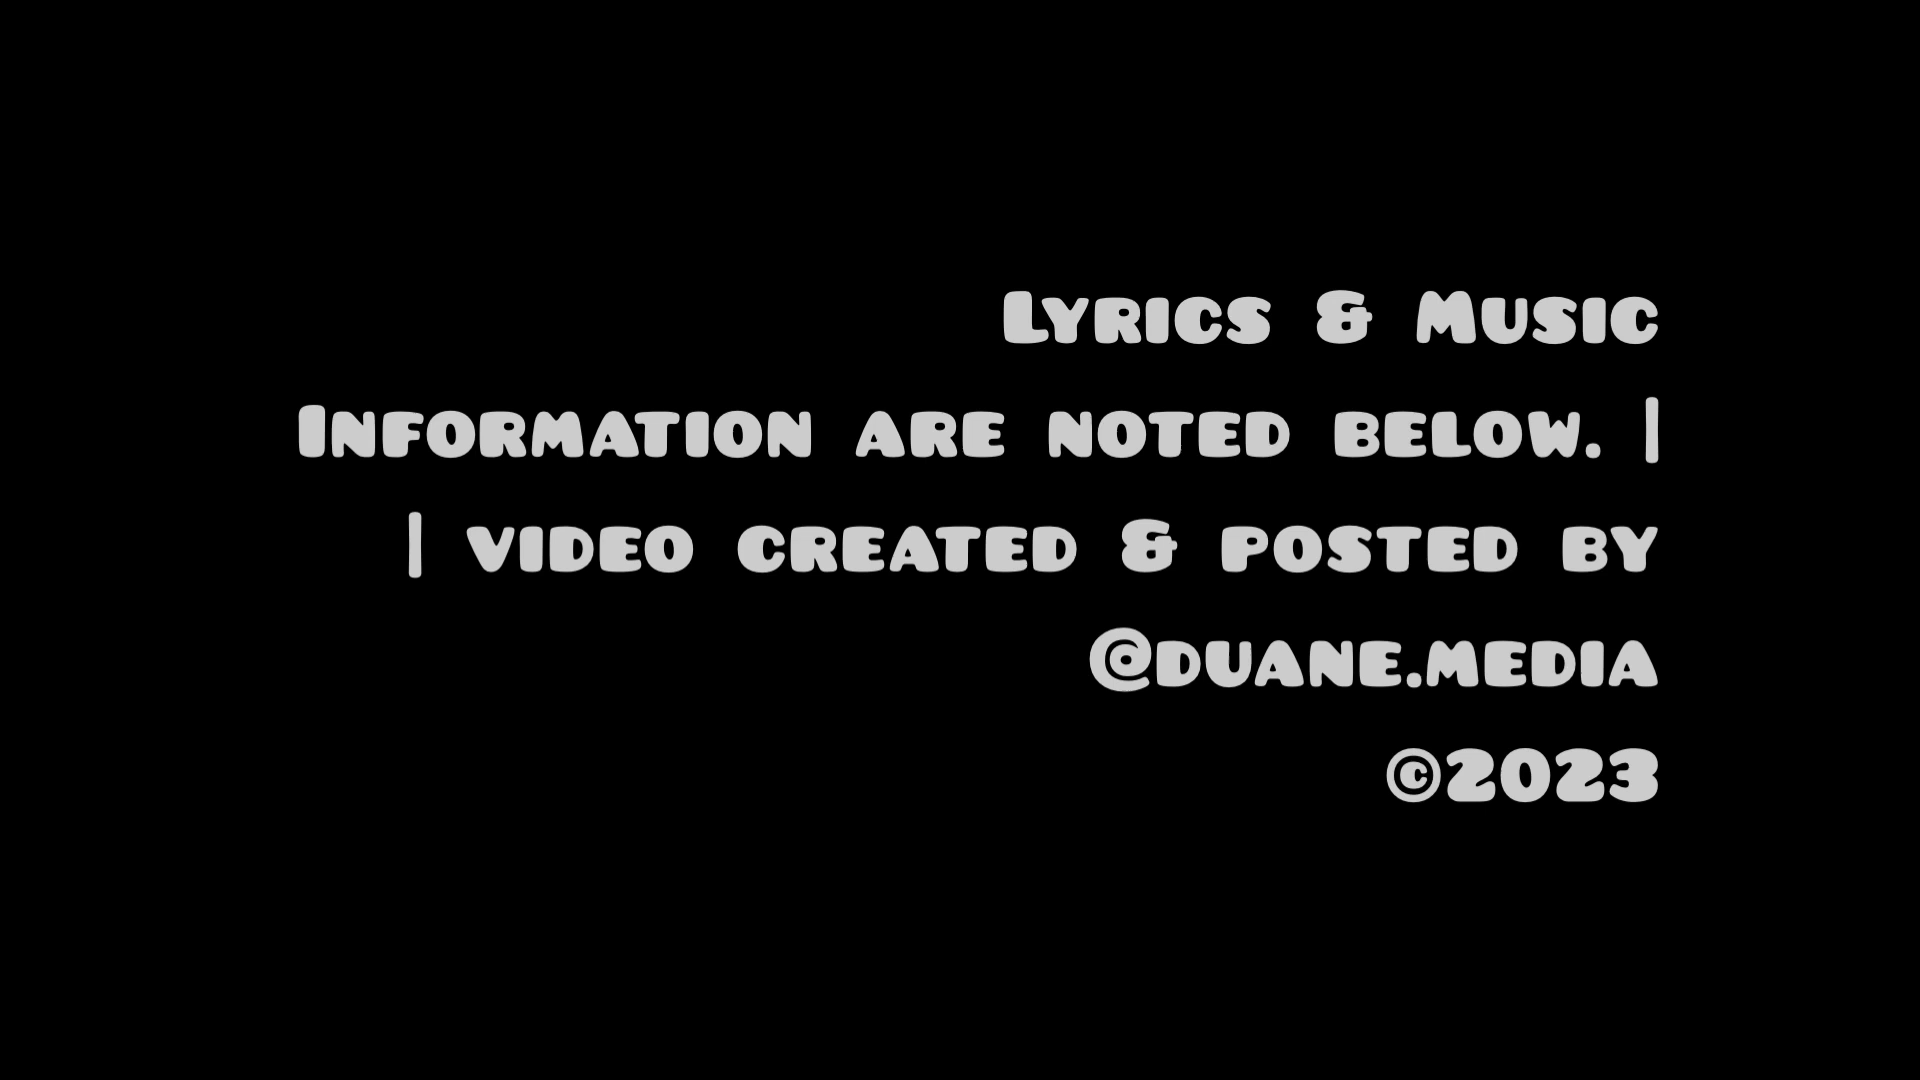 Lyrics & Music
Information are noted below. |
| video created & posted by
@duane.media
©2023